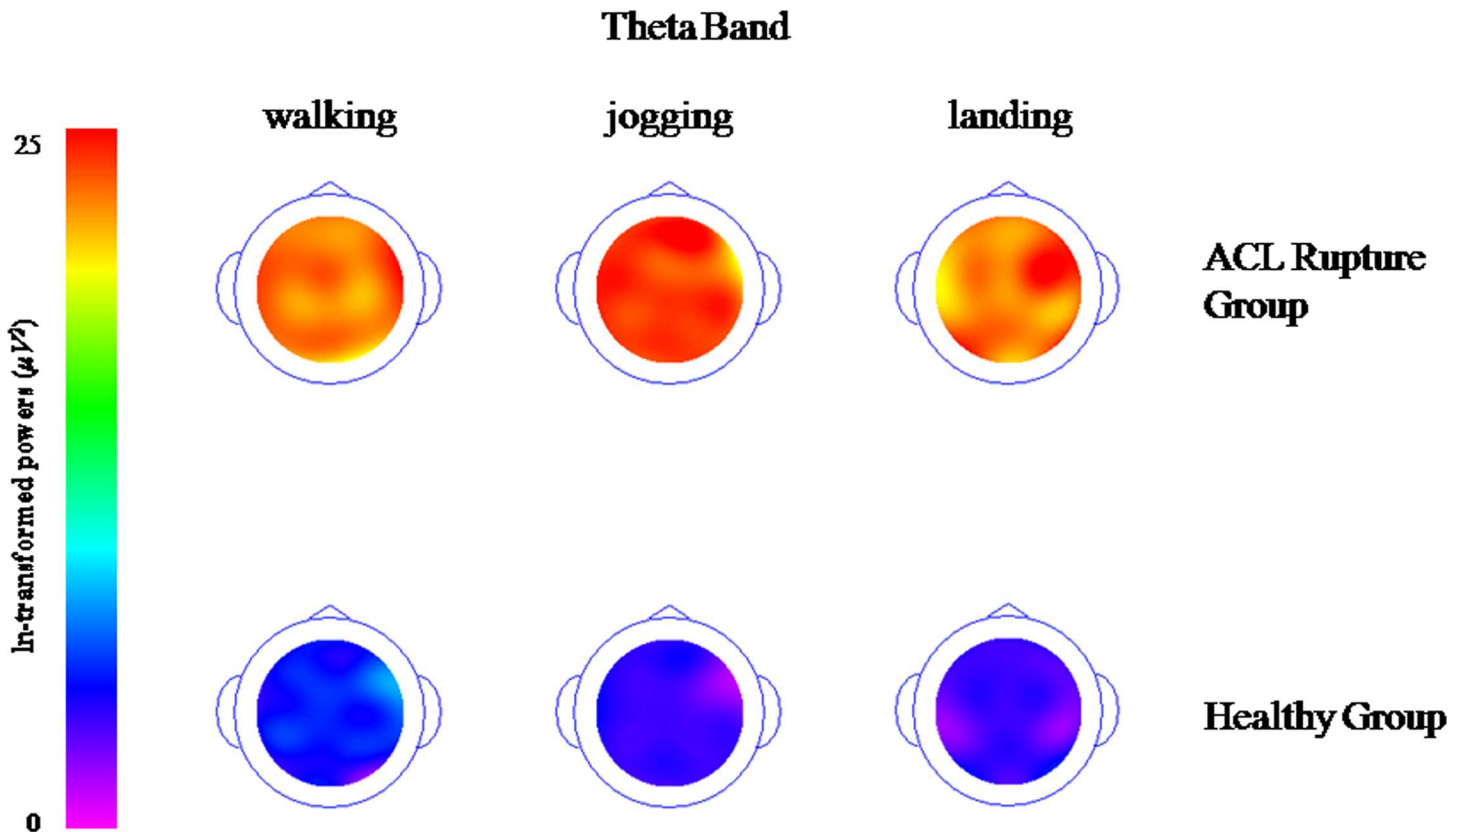 Theta Band
walking
jogging
landing
25
ln-transformed powers (μV²)
0
ACL Rupture
Group
Healthy Group